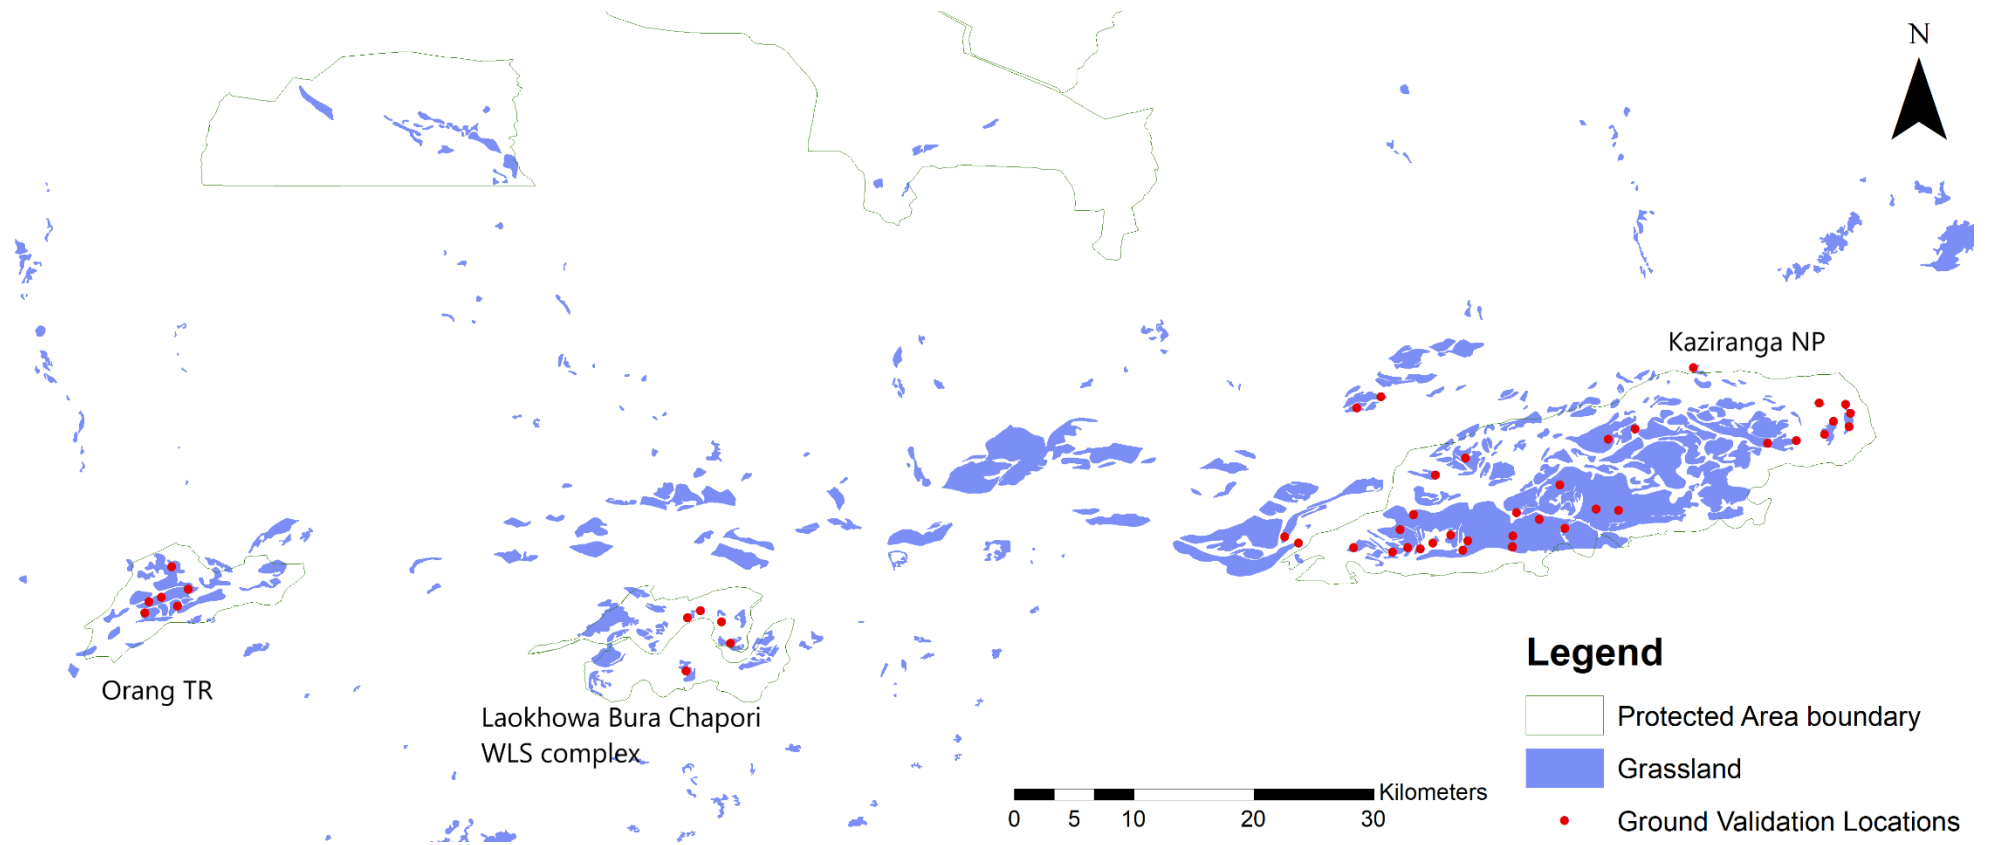 N
Kaziranga NP
Orang TR
Laokhowa Bura Chapori
WLS complex
Legend
Protected Area boundary
Grassland
Ground Validation Locations
Kilometers
0 5 10 20 30